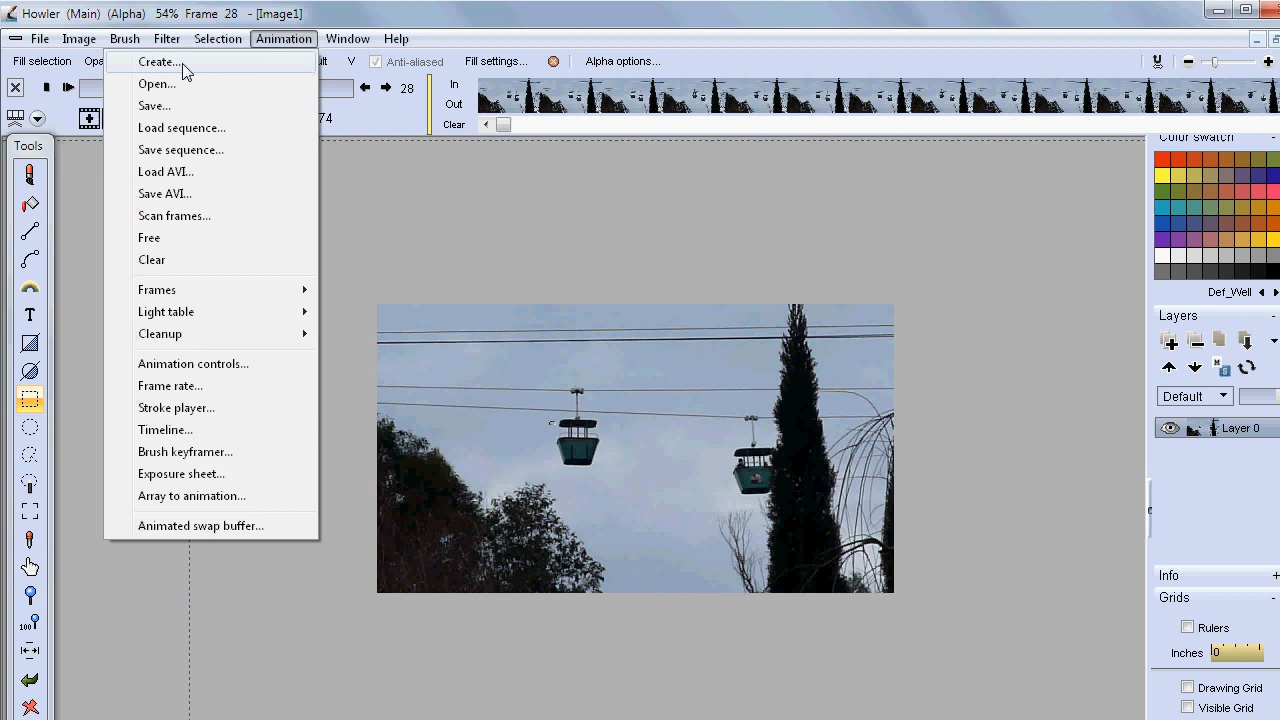 Howler (Main) (Alpha) 54% Frame 28 - [Image1]
File Image Brush Filter Selection Animation Window Help
Fill selection Opa V Anti-aliased Fill settings... Alpha options...
28
In
Out
Clear
74
Tools
T
100
Create...
Open...
Save...
Load sequence...
Save sequence...
Load AVI...
Save AVI...
Scan frames...
Free
Clear
Frames
Light table
Cleanup
Animation controls...
Frame rate...
Stroke player...
Timeline...
Brush keyframer...
Exposure sheet...
Array to animation...
Animated swap buffer...
Color swatch
Def_Well
Layers
Default
Layer 0
Info +
Grids -
Rulers
Inches 0
Drawing Grid
Visible Grid